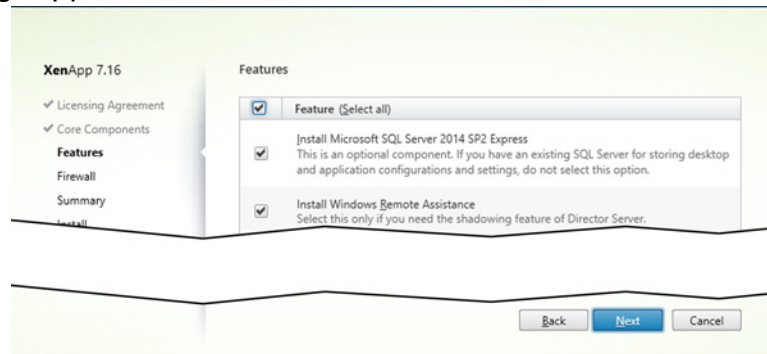 XenApp 7.16
Features
Licensing Agreement
Core Components
Features
Firewall
Summary
Feature (Select all)
Install Microsoft SQL Server 2014 SP2 Express
This is an optional component. If you have an existing SQL Server for storing desktop
and application configurations and settings, do not select this option.
Install Windows Remote Assistance
Select this only if you need the shadowing feature of Director Server.
Back
Next
Cancel